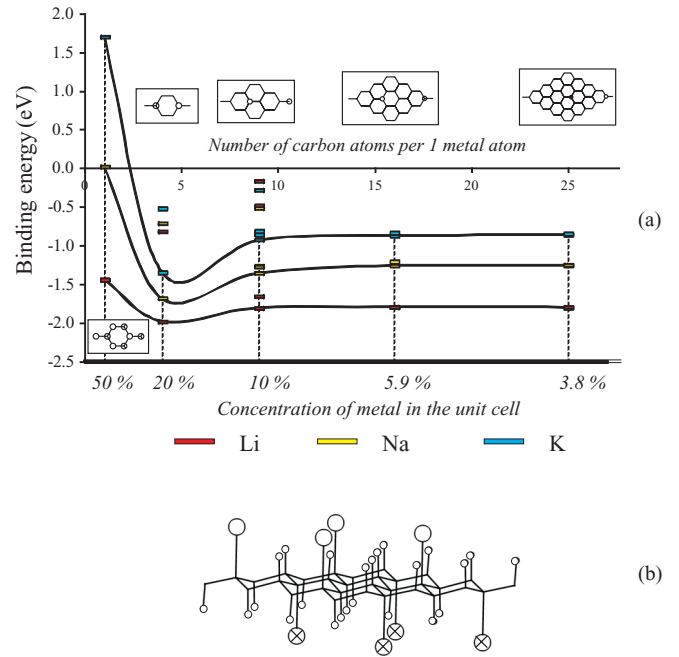 2.0
1.5
1.0
0.5
Number of carbon atoms per 1 metal atom
0.0
0 5 10 15 20 25
-0.5
-1.0
-1.5
-2.0
-2.5
Binding energy (eV)
(a)
50 % 20 % 10 % 5.9 % 3.8 %
Concentration of metal in the unit cell
Li Na K
(b)